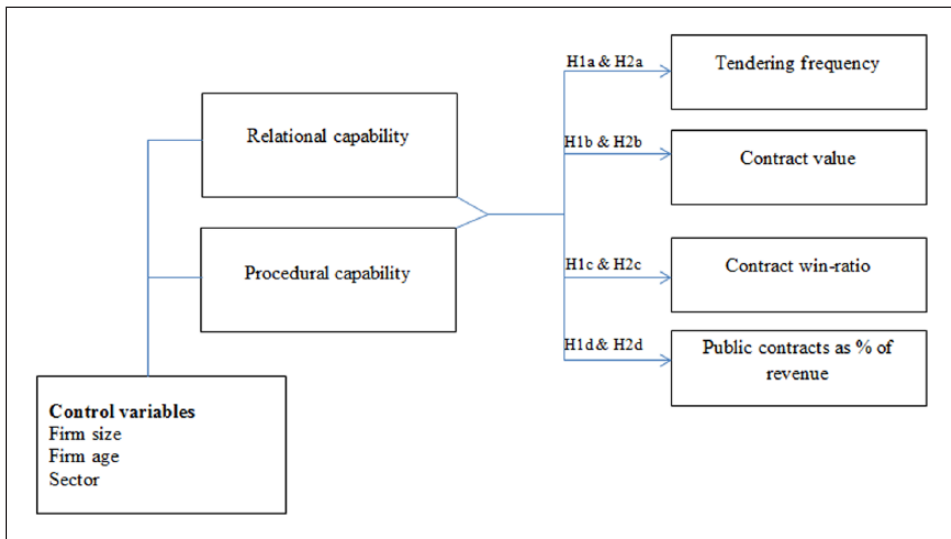 H1a & H2a
Tendering frequency
Relational capability
H1b & H2b
Contract value
Procedural capability
H1c & H2c
Contract win-ratio
H1d & H2d
Public contracts as % of
revenue
Control variables
Firm size
Firm age
Sector